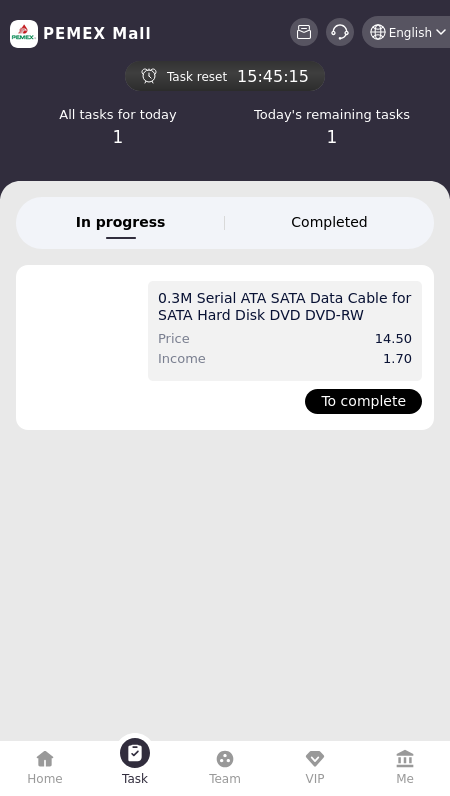 PEMEX
PEMEX Mall
English
Task reset 15:45:15
All tasks for today
Today's remaining tasks
1
1
In progress
Completed
0.3M Serial ATA SATA Data Cable for
SATA Hard Disk DVD DVD-RW
Price 14.50
Income 1.70
To complete
Home
Task
Team
VIP
Me